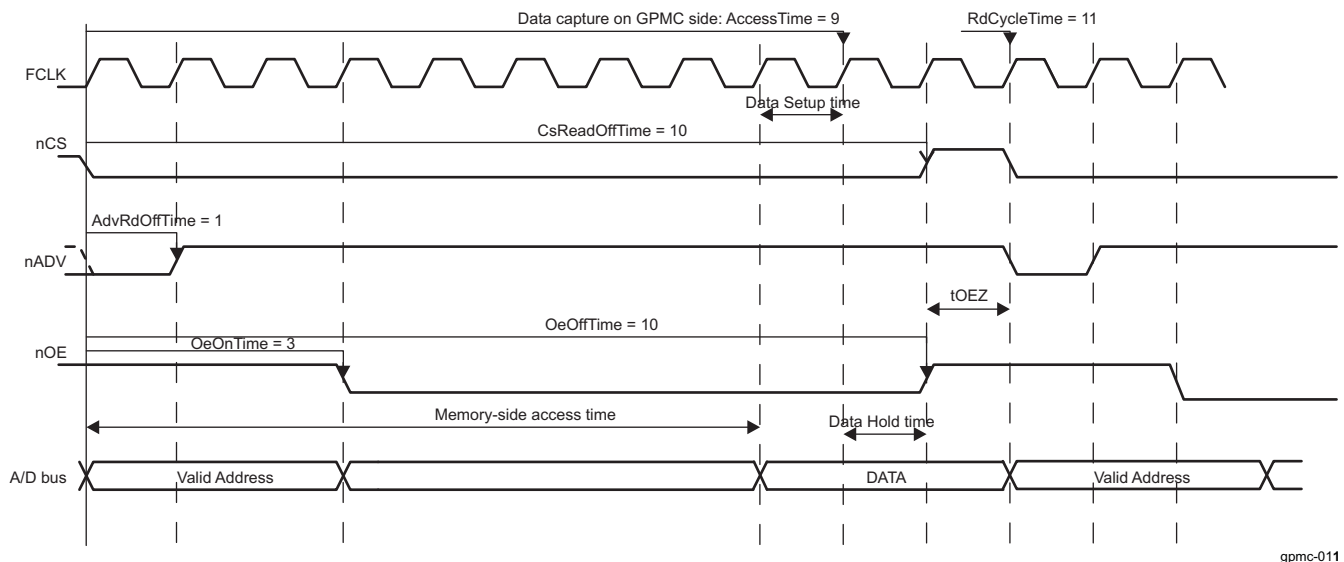 Data capture on GPMC side: AccessTime = 9
RdCycleTime = 11
FCLK
Data Setup time
CsReadOffTime = 10
nCS
AdvRdOffTime = 1
nADV
tOEZ
OeOffTime = 10
nOE
OeOnTime = 3
Memory-side access time
Data Hold time
A/D bus
Valid Address
DATA
Valid Address
gpmc-011